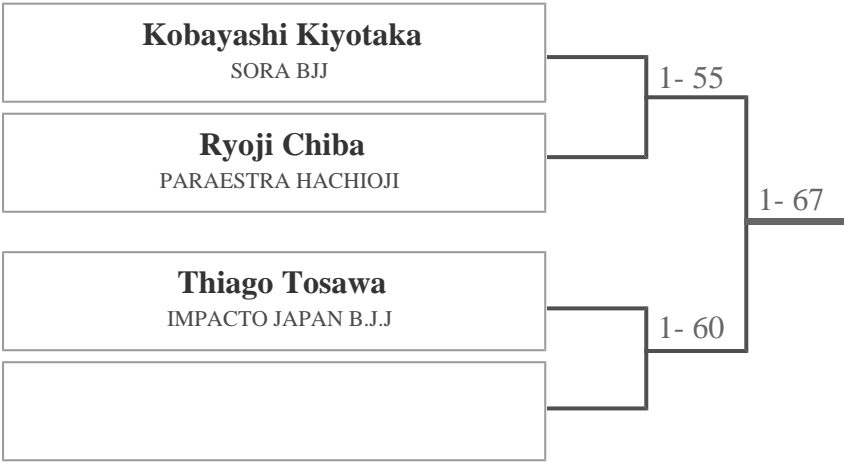 Kobayashi Kiyotaka
SORA BJJ
1- 55
Ryoji Chiba
PARAESTRA HACHIOJI
1- 67
Thiago Tosawa
IMPACTO JAPAN B.J.J
1- 60